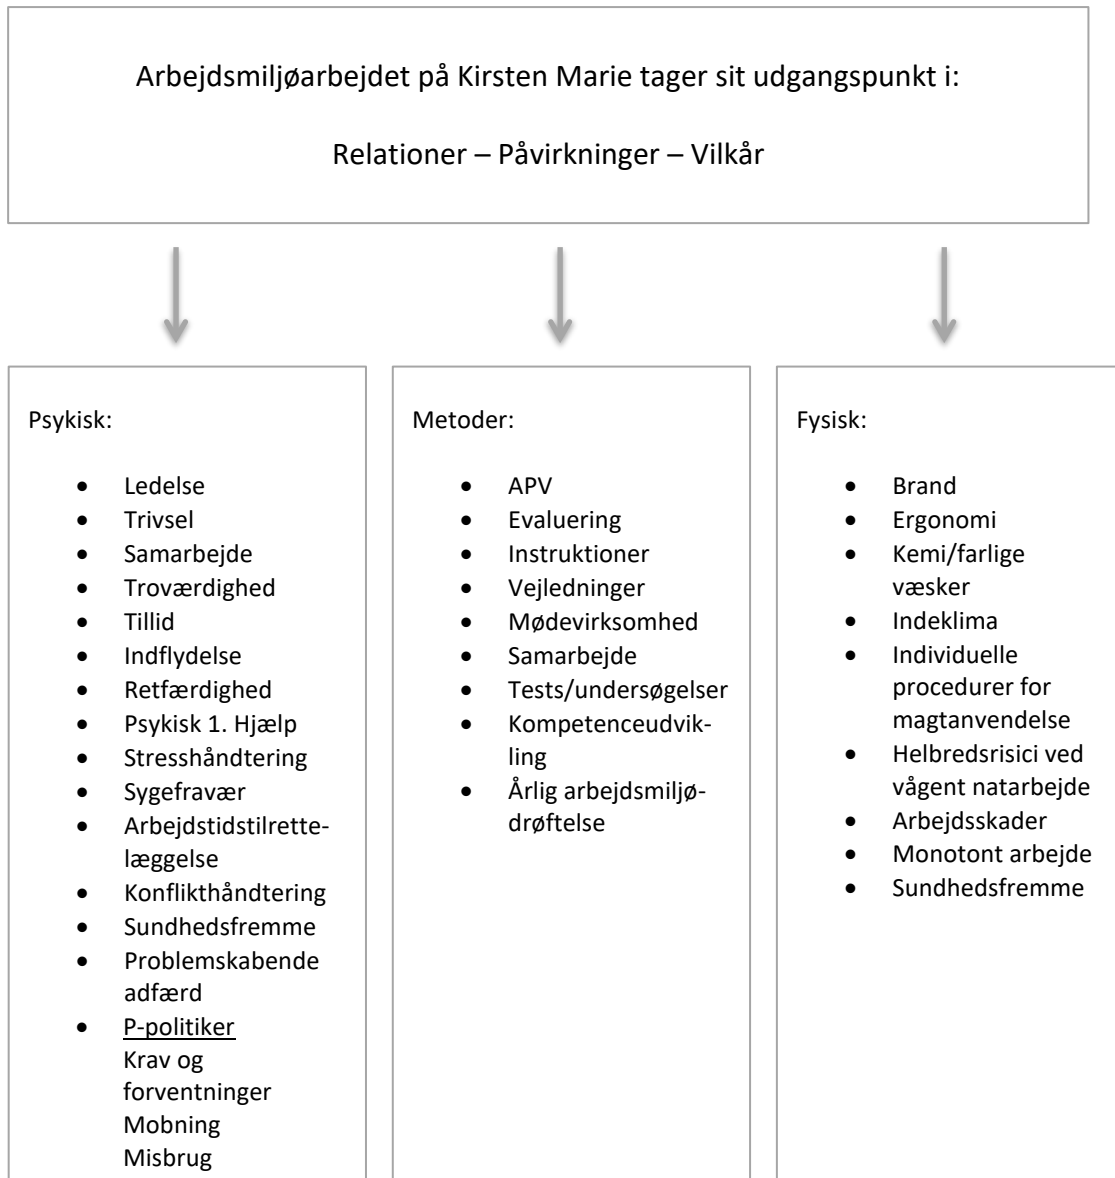 Arbejdsmiljøarbejdet på Kirsten Marie tager sit udgangspunkt i:
Relationer – Påvirkninger – Vilkår
Psykisk:
• Ledelse
• Trivsel
• Samarbejde
• Troværdighed
• Tillid
• Indflydelse
• Retfærdighed
• Psykisk 1. Hjælp
• Stresshåndtering
• Sygefravær
• Arbejdstidstilrette-
læggelse
• Konflikthåndtering
• Sundhedsfremme
• Problemskabende
adfærd
• P-politiker
Krav og
forventninger
Mobning
Misbrug
Metoder:
• APV
• Evaluering
• Instruktioner
• Vejledninger
• Mødevirksomhed
• Samarbejde
• Tests/undersøgelser
• Kompetenceudvik-
ling
• Årlig arbejdsmiljø-
drøftelse
Fysisk:
• Brand
• Ergonomi
• Kemi/farlige
væsker
• Indeklima
• Individuelle
procedurer for
magtanvendelse
• Helbredsrisici ved
vågent natarbejde
• Arbejdsskader
• Monotont arbejde
• Sundhedsfremme